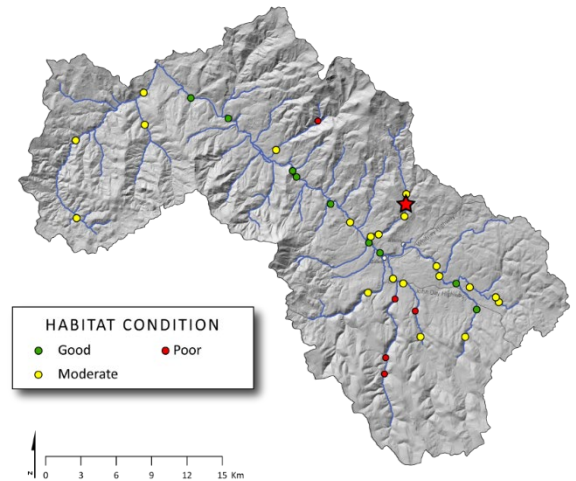 HABITAT CONDITION
Good
Poor
Moderate
N
0 3 6 9 12 15 Km